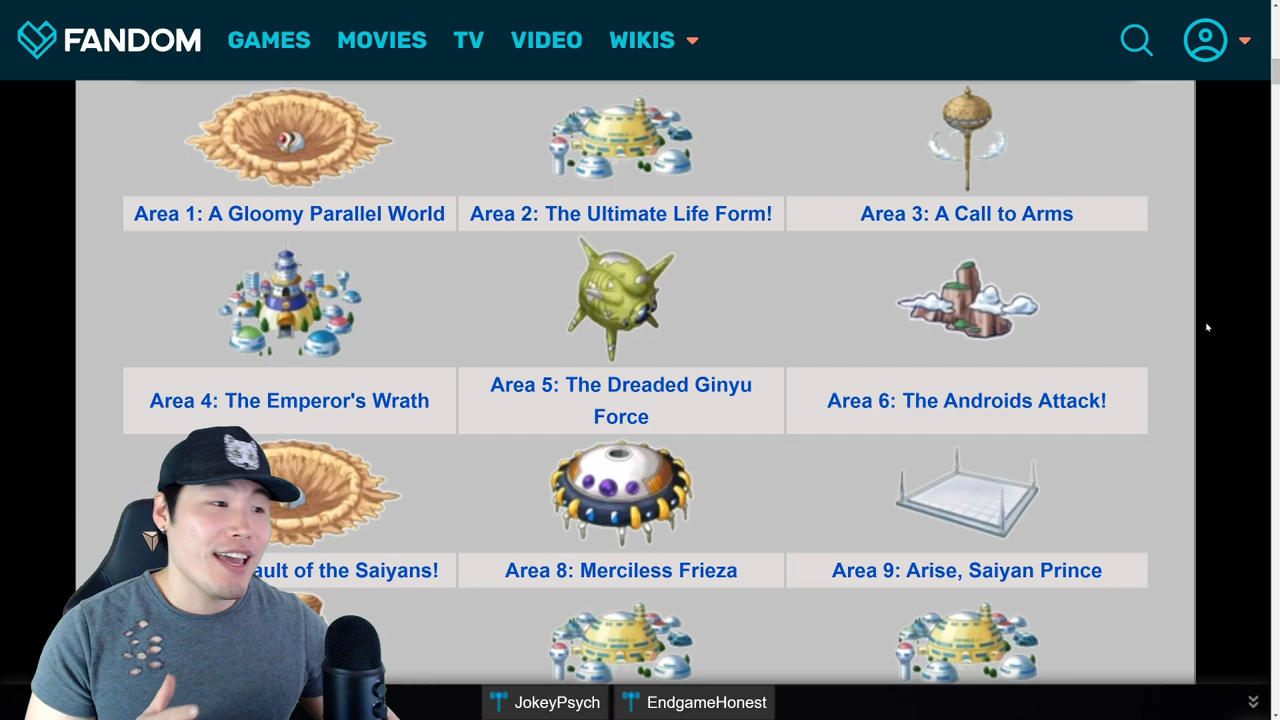 FANDOM GAMES MOVIES TV VIDEO WIKIS
Area 1: A Gloomy Parallel World
Area 2: The Ultimate Life Form!
Area 3: A Call to Arms
Area 4: The Emperor's Wrath
Area 5: The Dreaded Ginyu
Force
Area 6: The Androids Attack!
ault of the Saiyans!
Area 8: Merciless Frieza
Area 9: Arise, Saiyan Prince
JokeyPsych
EndgameHonest